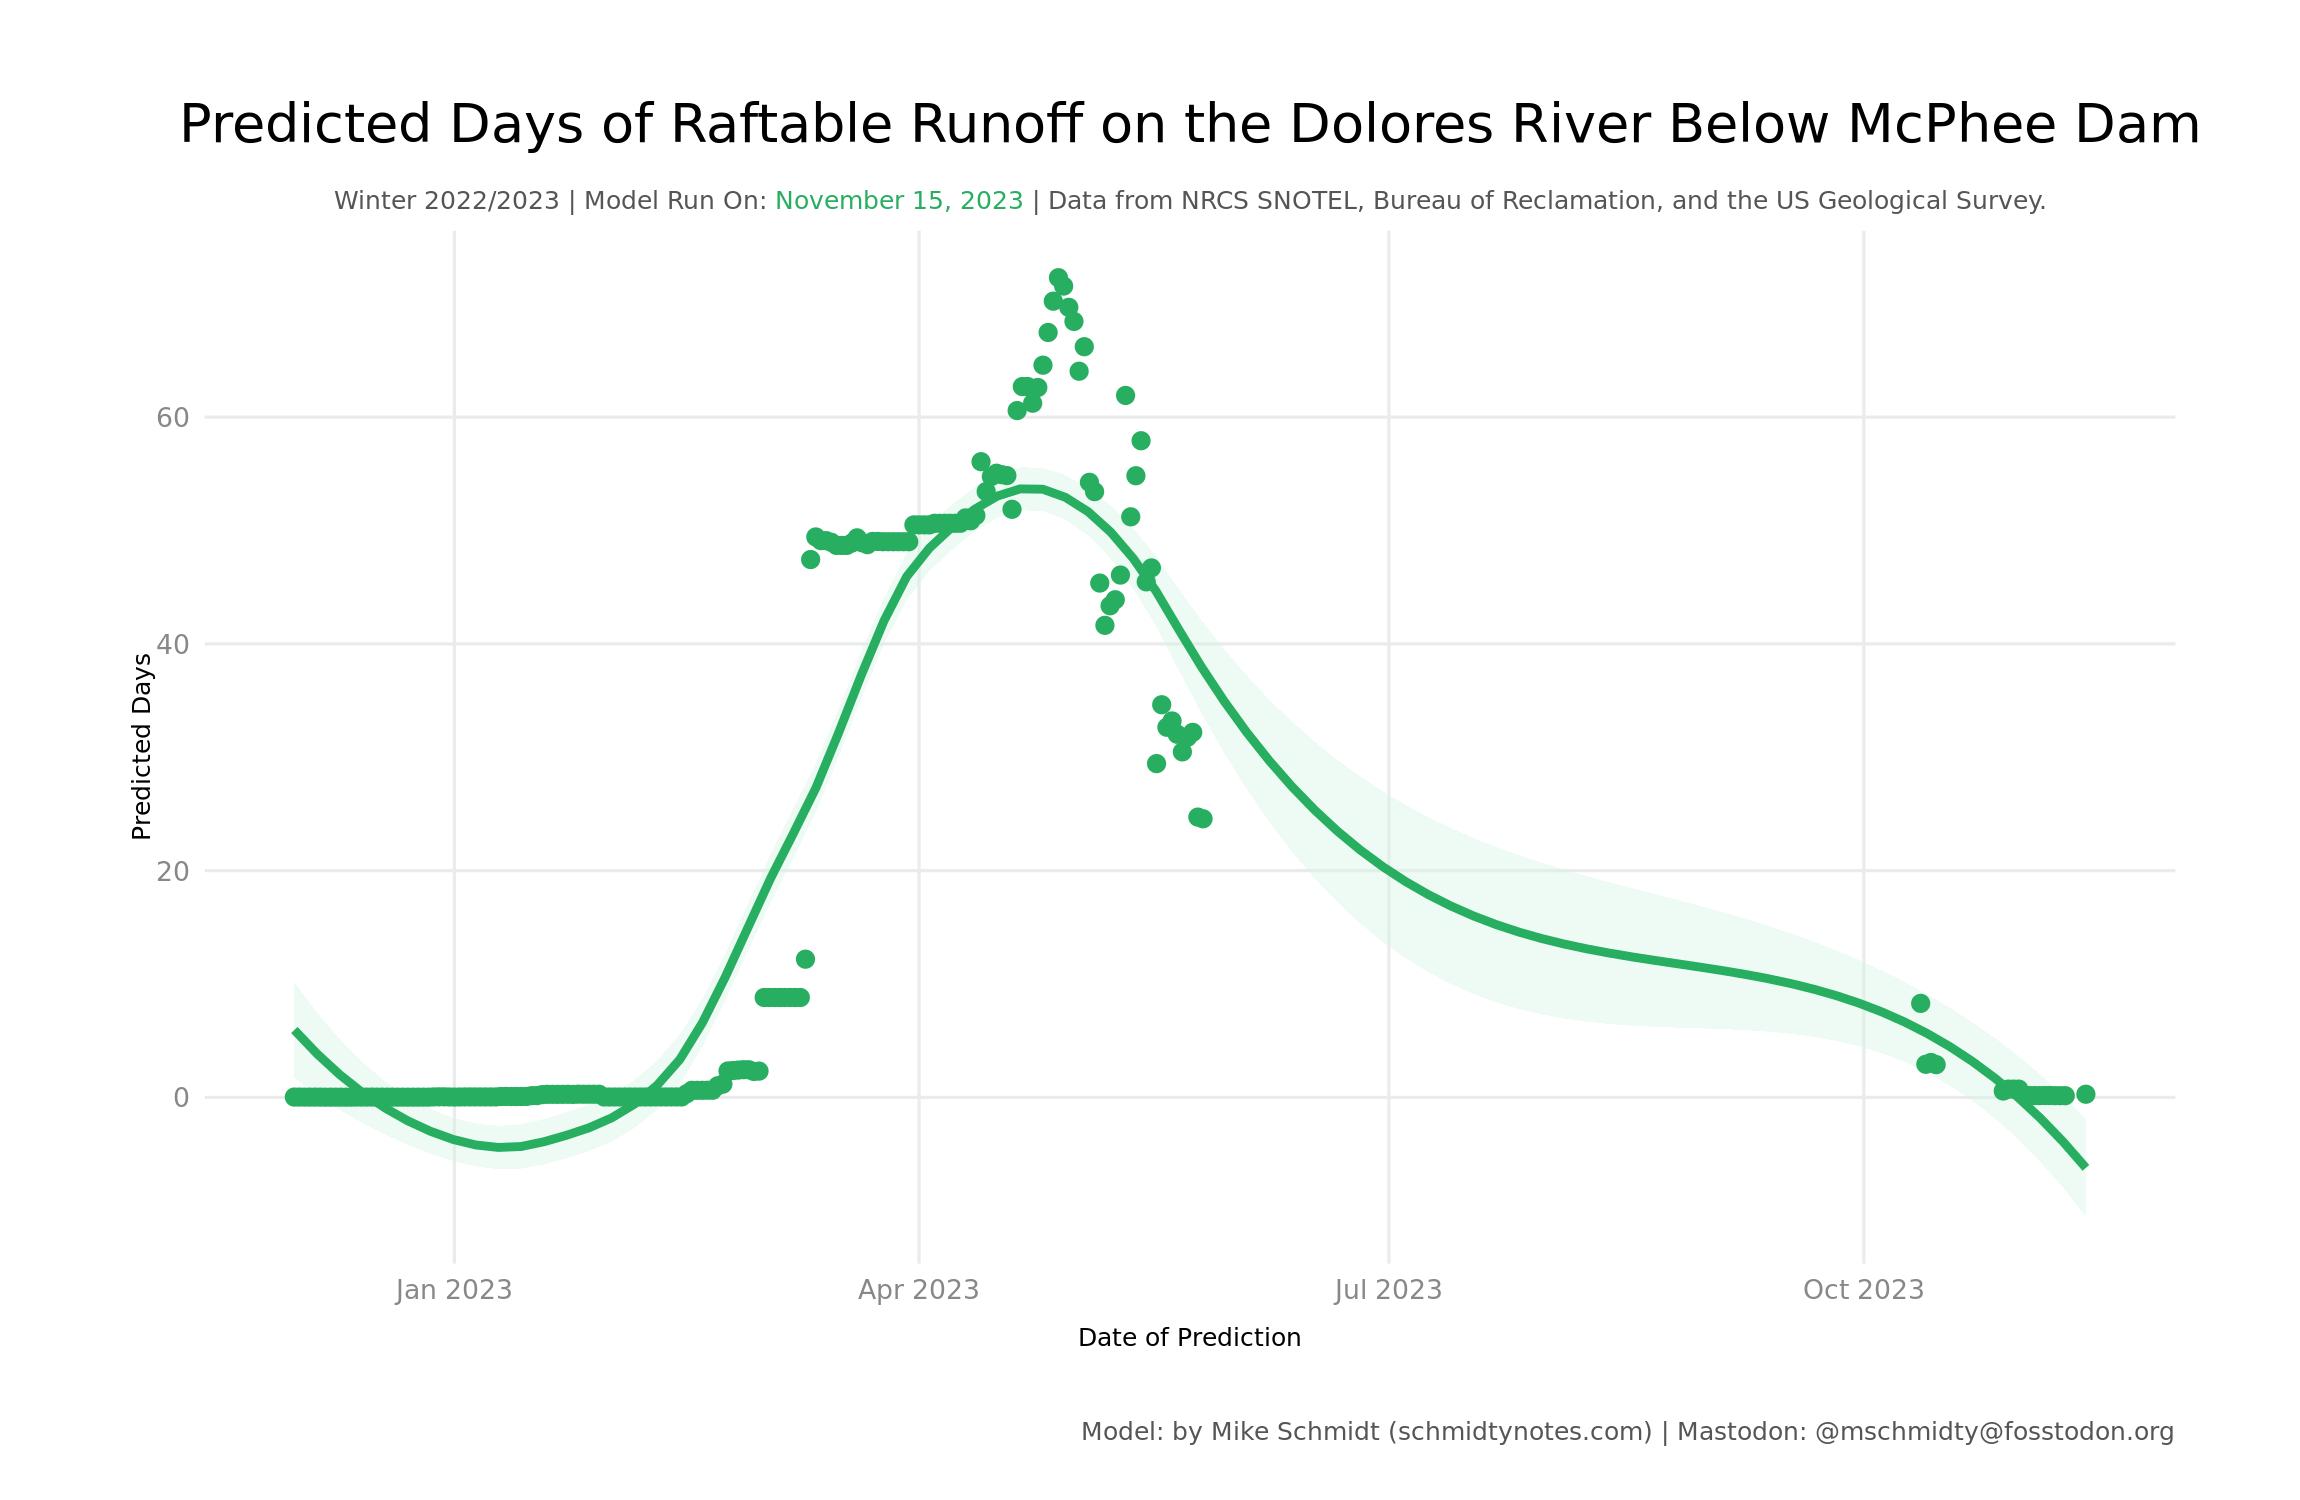 Predicted Days of Raftable Runoff on the Dolores River Below McPhee Dam
Winter 2022/2023 | Model Run On: November 15, 2023 | Data from NRCS SNOTEL, Bureau of Reclamation, and the US Geological Survey.
Predicted Days
60
40
20
0
Jan 2023
Apr 2023
Jul 2023
Oct 2023
Date of Prediction
Model: by Mike Schmidt (schmidtynotes.com) | Mastodon: @mschmidty@fosstodon.org